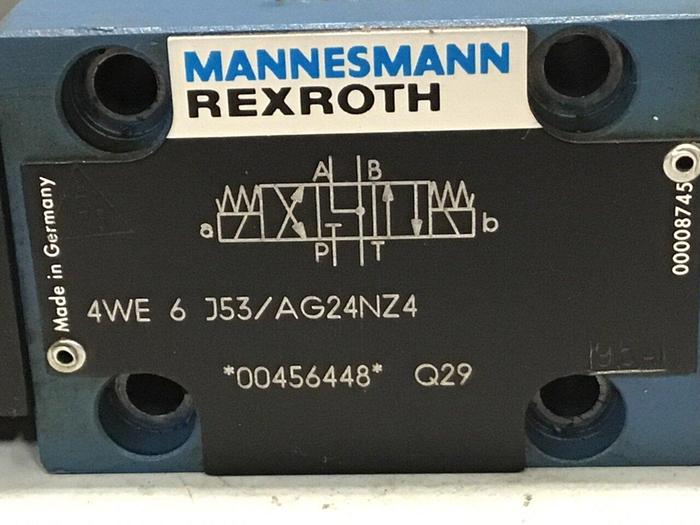 MANNESMANN
REXROTH
A B
a b
P T
Made in Germany
00008745
4WE 6 J53/AG24NZ4
*00456448* Q29